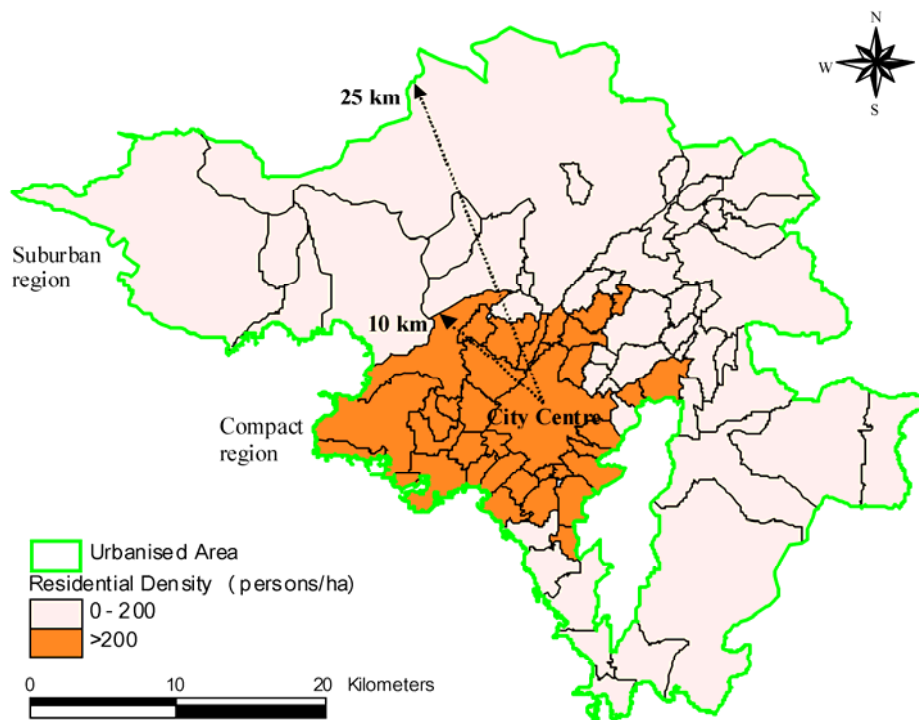 N
W
S
25 km
Suburban
region
10 km
City Centre
Compact
region
Urbanised Area
Residential Density (persons/ha)
0 - 200
>200
0 10 20 Kilometers